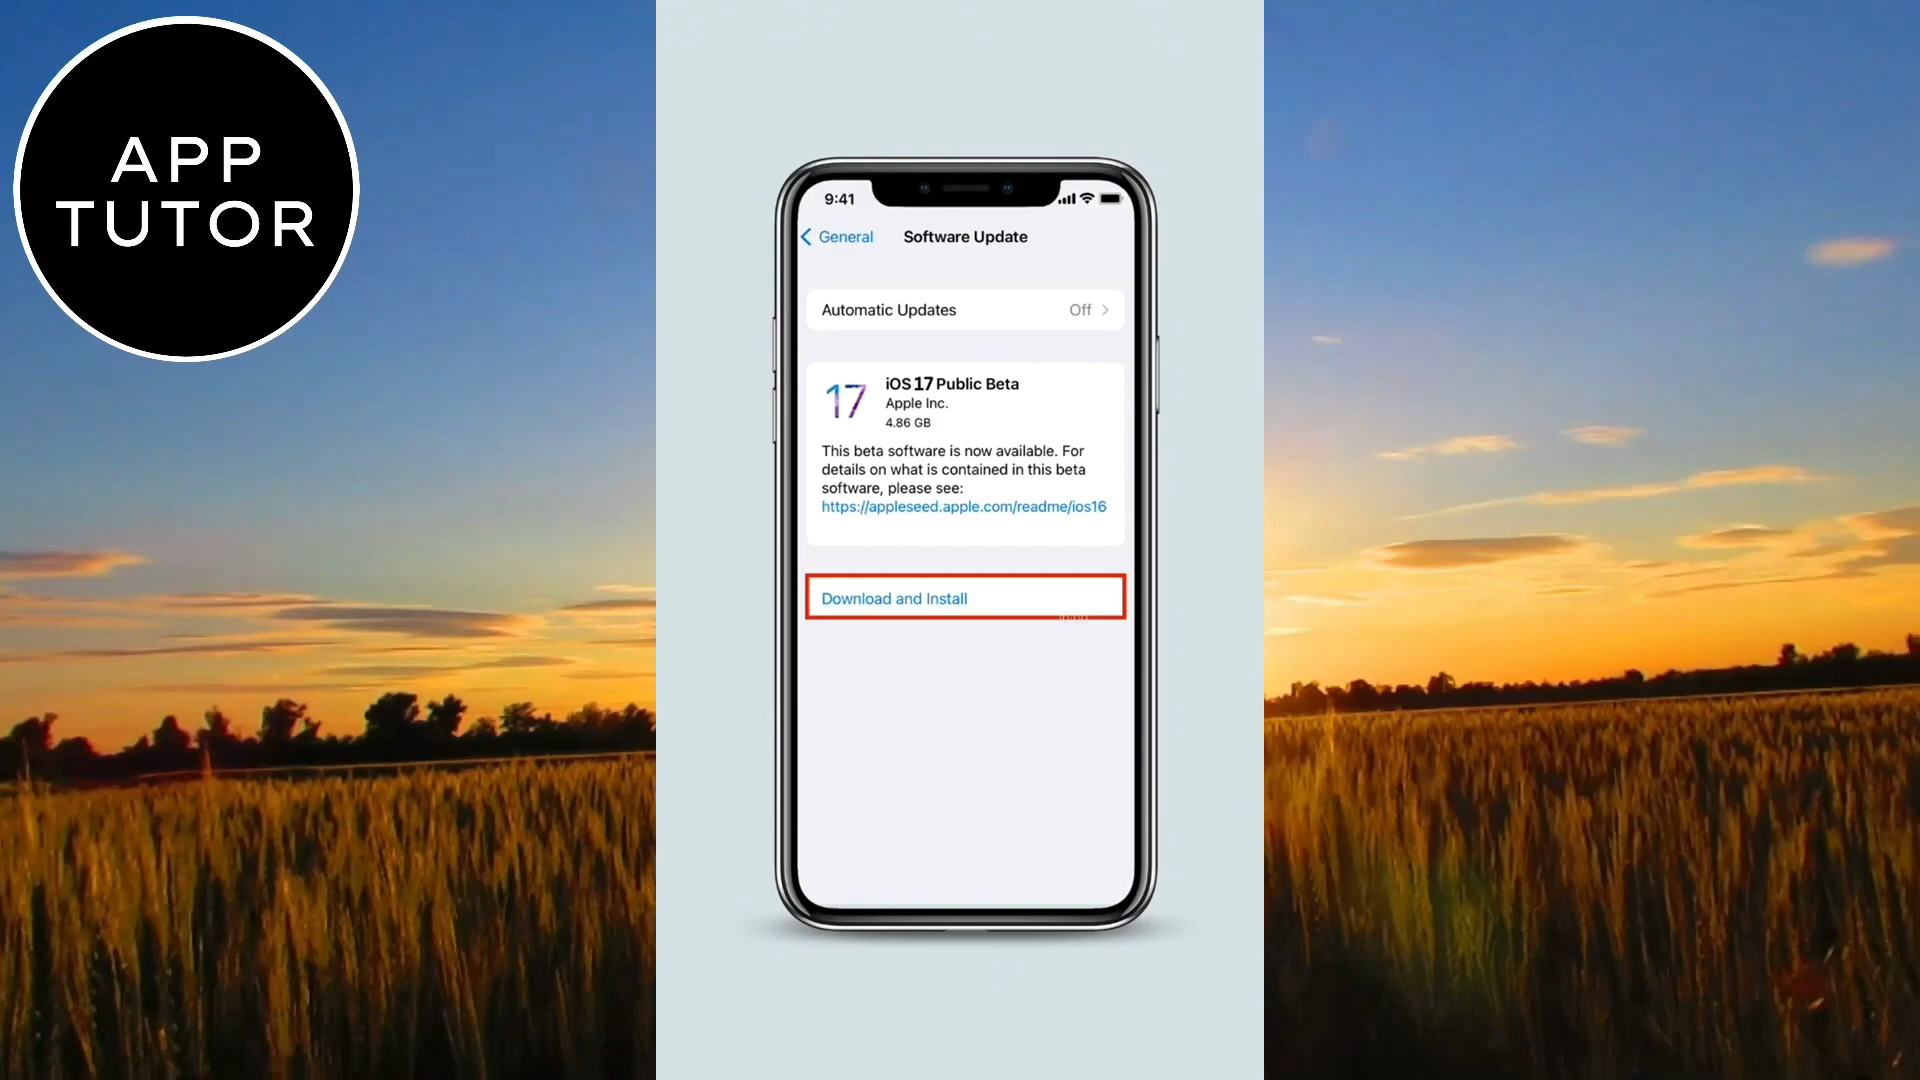 APP
TUTOR
9:41
General
Software Update
Automatic Updates
Off
iOS 17 Public Beta
17
Apple Inc.
4.86 GB
This beta software is now available. For
details on what is contained in this beta
software, please see:
https://appleseed.apple.com/readme/ios16
Download and Install